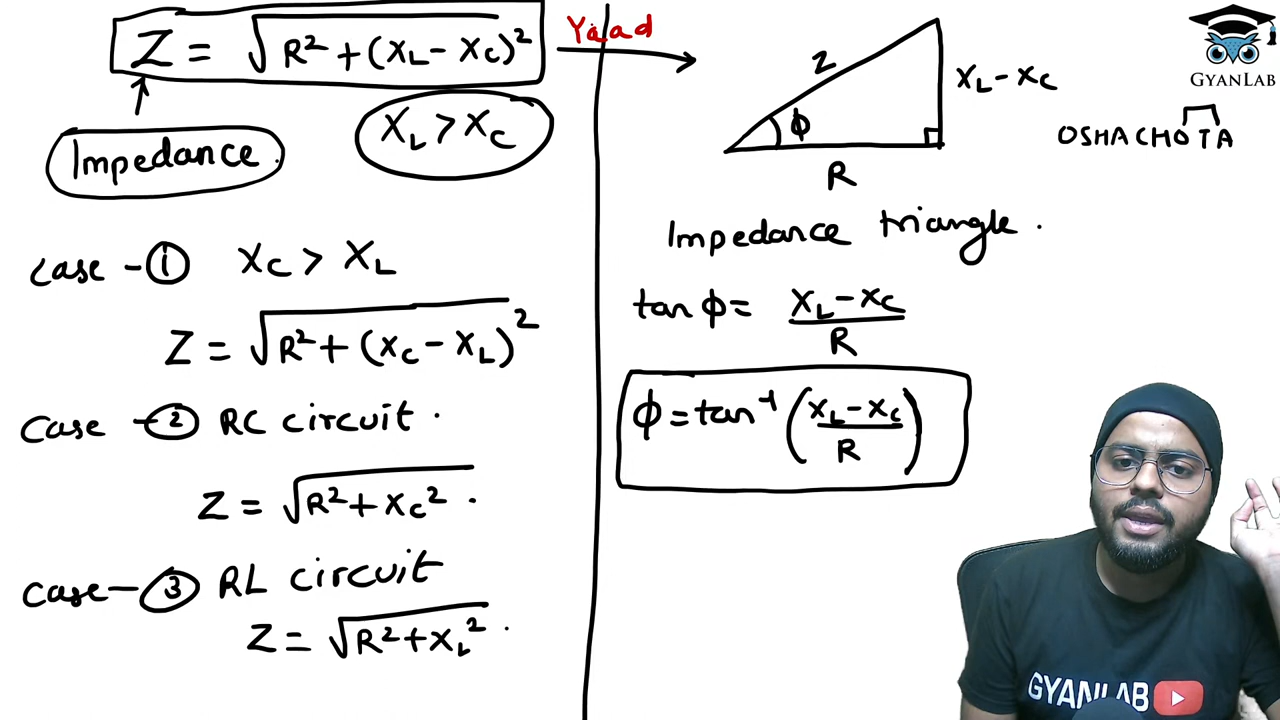 Z = √R² + (XL - XC)²
Impedance
XL > XC
Case - ① XC > XL
Z = √R² + (XC - XL)²
Case - ② RC circuit .
Z = √R² + XC² .
Case - ③ RL circuit
Z = √R² + XL² .
Yaad
Z
ϕ
XL - XC
R
Impedance triangle .
tan ϕ = XL - XC / R
ϕ = tan⁻¹ (XL - XC / R)
GYANLAB
OSHACHOTA
GYANLAB